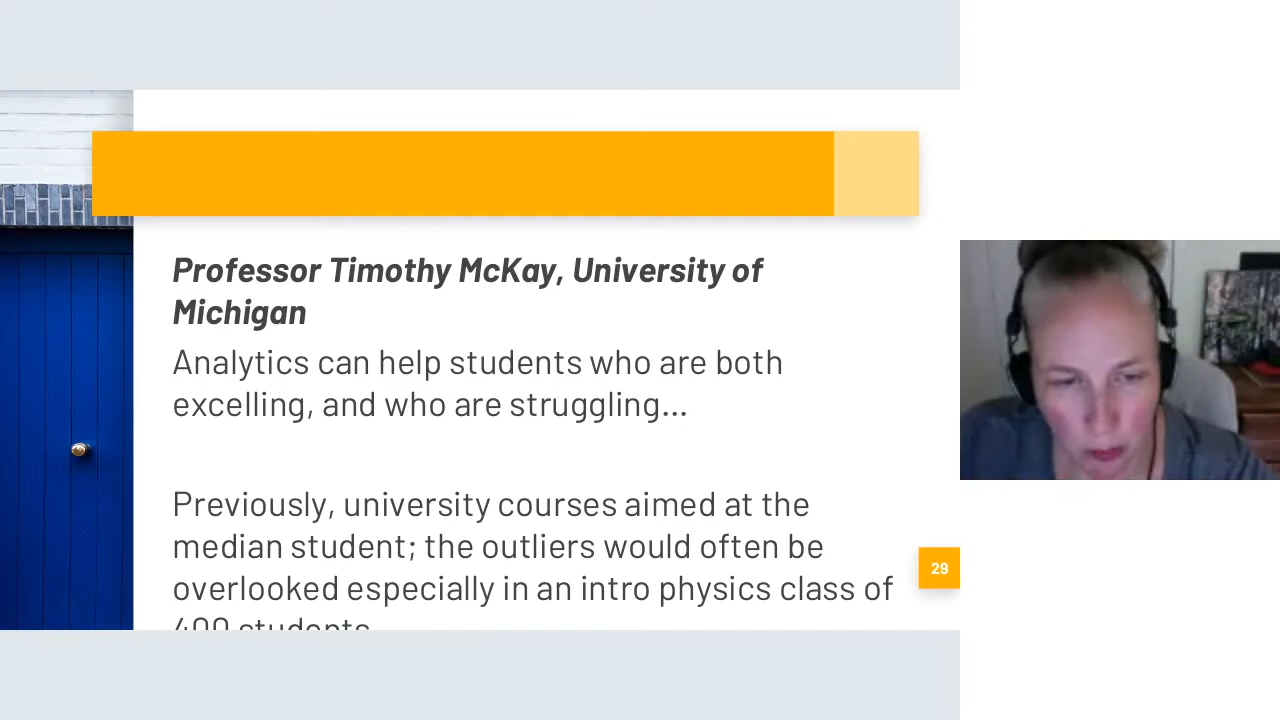 Professor Timothy McKay, University of
Michigan
Analytics can help students who are both
excelling, and who are struggling...
Previously, university courses aimed at the
median student; the outliers would often be
overlooked especially in an intro physics class of
400 students
29